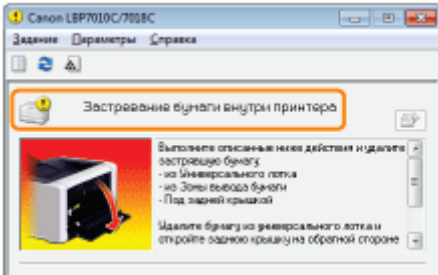 Canon LBP7010C/7018C
Задание Параметры Справка
Застревание бумаги внутри принтера
Выполните описанные ниже действия и удалите
застрявшую бумагу.
- из Универсального лотка
- из Зоны вывода бумаги
- Под задней крышкой
Удалите бумагу из универсального лотка и
откройте заднюю крышку на обратной стороне